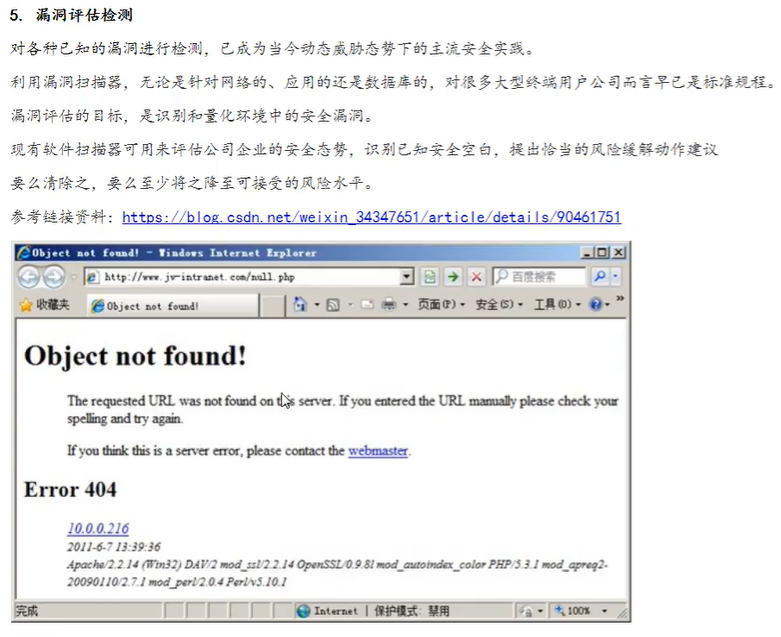 5. 漏洞评估检测
对各种已知的漏洞进行检测，已成为当今动态威胁态势下的主流安全实践。
利用漏洞扫描器，无论是针对网络的、应用的还是数据库的，对很多大型终端用户公司而言早已是标准规程。
漏洞评估的目标，是识别和量化环境中的安全漏洞。
现有软件扫描器可用来评估公司企业的安全态势，识别已知安全空白，提出恰当的风险缓解动作建议
要么清除之，要么至少将之降至可接受的风险水平。
参考链接资料：https://blog.csdn.net/weixin_34347651/article/details/90461751
Object not found! - Windows Internet Explorer
http://www.jv-intranet.com/null.php 百度搜索
收藏夹 Object not found! 页面(P) 安全(S) 工具(O) »
Object not found!
The requested URL was not found on this server. If you entered the URL manually please check your
spelling and try again.
If you think this is a server error, please contact the webmaster.
Error 404
10.0.0.216
2011-6-7 13:39:36
Apache/2.2.14 (Win32) DAV/2 mod_ssl/2.2.14 OpenSSL/0.9.8l mod_autoindex_color PHP/5.3.1 mod_apreq2-
20090110/2.7.1 mod_perl/2.0.4 Perl/v5.10.1
完成 Internet | 保护模式: 禁用 100%